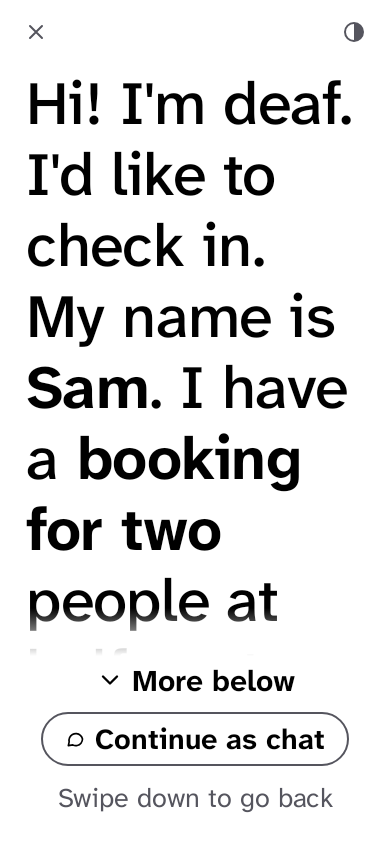 Hi! I'm deaf.
I'd like to
check in.
My name is
Sam. I have
a booking
for two
people at
More below
Continue as chat
Swipe down to go back